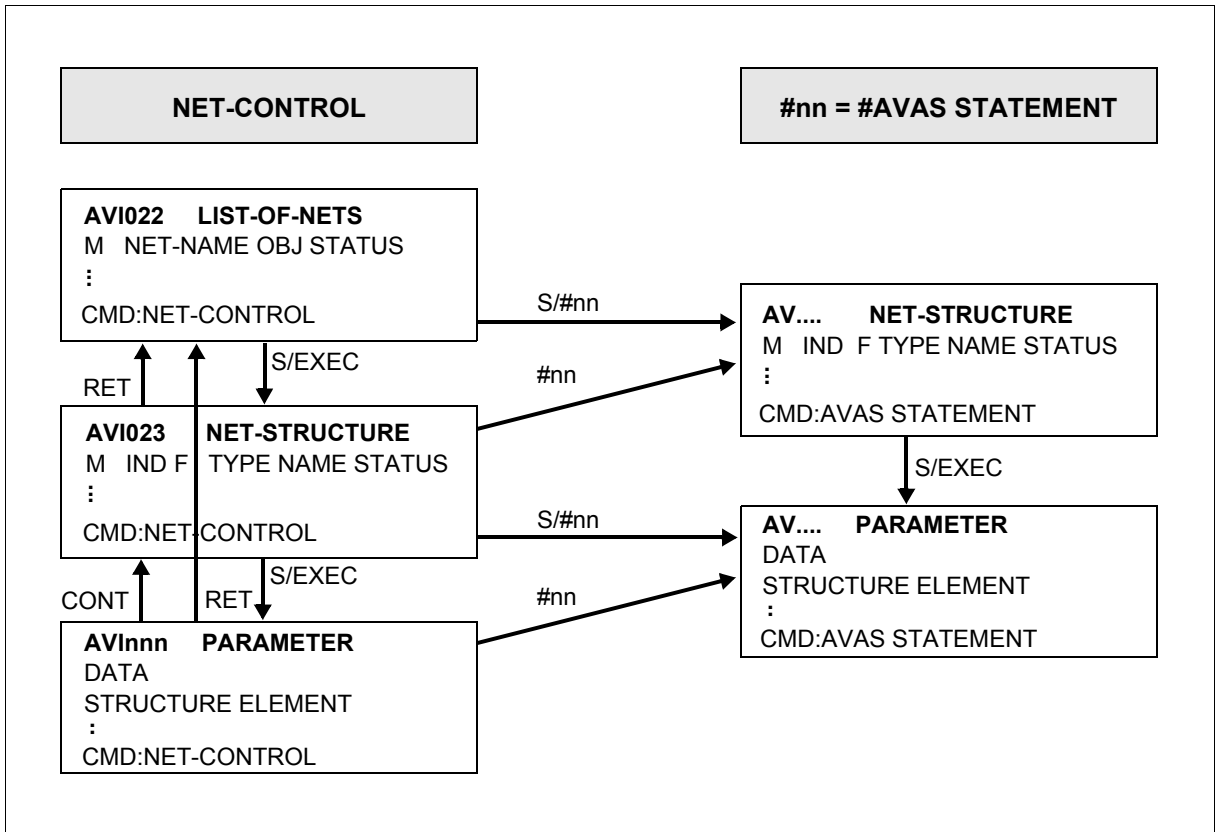 NET-CONTROL
#nn = #AVAS STATEMENT
AVI022 LIST-OF-NETS
M NET-NAME OBJ STATUS
⋮
CMD:NET-CONTROL
S/#nn
#nn
RET
S/EXEC
AV.... NET-STRUCTURE
M IND F TYPE NAME STATUS
⋮
CMD:AVAS STATEMENT
AVI023 NET-STRUCTURE
M IND F TYPE NAME STATUS
⋮
CMD:NET-CONTROL
S/EXEC
S/#nn
#nn
CONT
RET
S/EXEC
AV.... PARAMETER
DATA
STRUCTURE ELEMENT
:
CMD:AVAS STATEMENT
AVInnn PARAMETER
DATA
STRUCTURE ELEMENT
:
CMD:NET-CONTROL